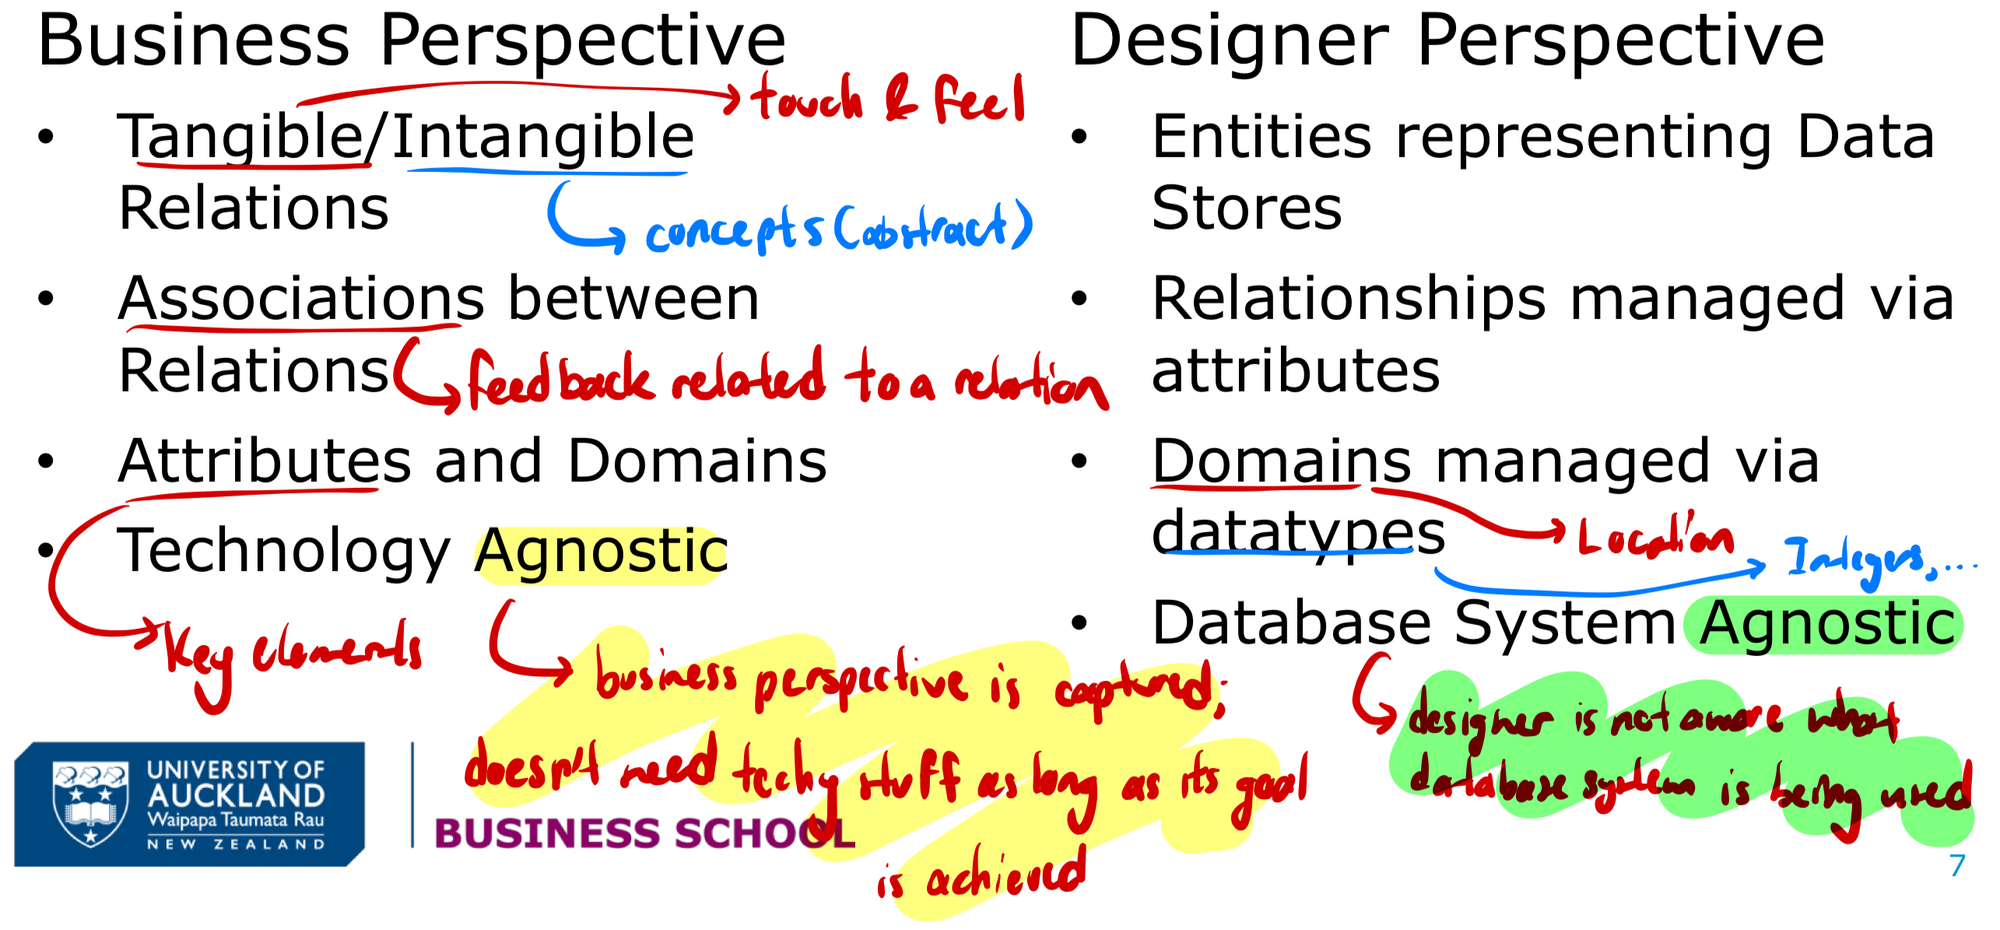 Business Perspective
touch & feel
• Tangible/Intangible
Relations
concepts (abstract)
• Associations between
Relations
feedback related to a relation
• Attributes and Domains
• Technology Agnostic
Key elements
business perspective is captured;
doesn't need techy stuff as long as its goal
is achieved
Designer Perspective
• Entities representing Data
Stores
• Relationships managed via
attributes
• Domains managed via
datatypes
Location
Integers,...
• Database System Agnostic
designer is not aware what
database system is being used
UNIVERSITY OF
AUCKLAND
Waipapa Taumata Rau
NEW ZEALAND
BUSINESS SCHOOL
7